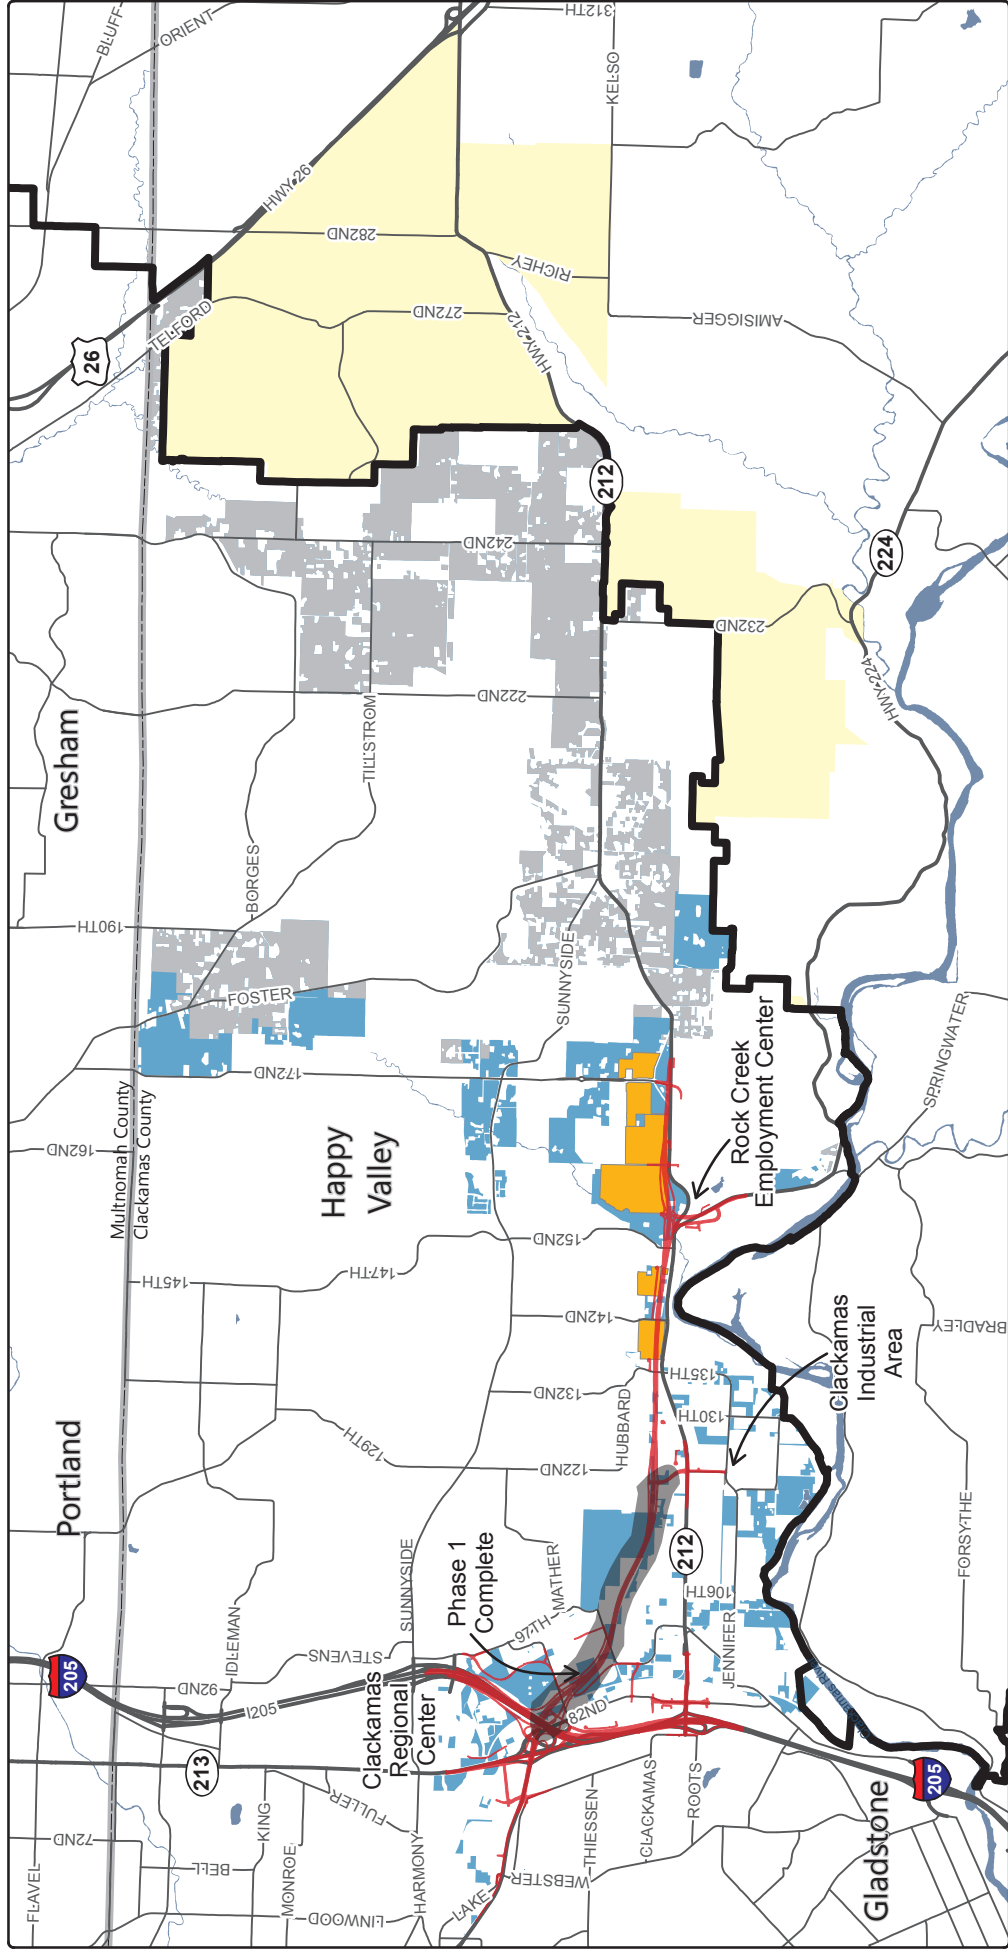 BLUFF
ORIENT
312TH
KELSO
HWY 26
282ND
RICHEY
272ND
TELFORD
26
HWY 212
AMISIGGER
212
242ND
224
232ND
HWY 224
222ND
Gresham
TILLSTROM
BORGES
190TH
SUNNYSIDE
FOSTER
172ND
Multnomah County
Clackamas County
162ND
SPRINGWATER
Rock Creek
Employment Center
Happy
Valley
152ND
147TH
145TH
142ND
BRADLEY
Clackamas
Industrial
Area
135TH
132ND
130TH
HUBBARD
129TH
122ND
Portland
212
FORSYTHE
SUNNYSIDE
MATHER
Phase 1
Complete
106TH
97TH
JENNIFER
IDLEMAN
STEVENS
205
92ND
I205
82ND
Clackamas
Regional
Center
213
205
FULLER
KING
CLACKAMAS
ROOTS
THIESSEN
Gladstone
72ND
BELL
MONROE
HARMONY
WEBSTER
FLAVEL
LINWOOD
LAKE